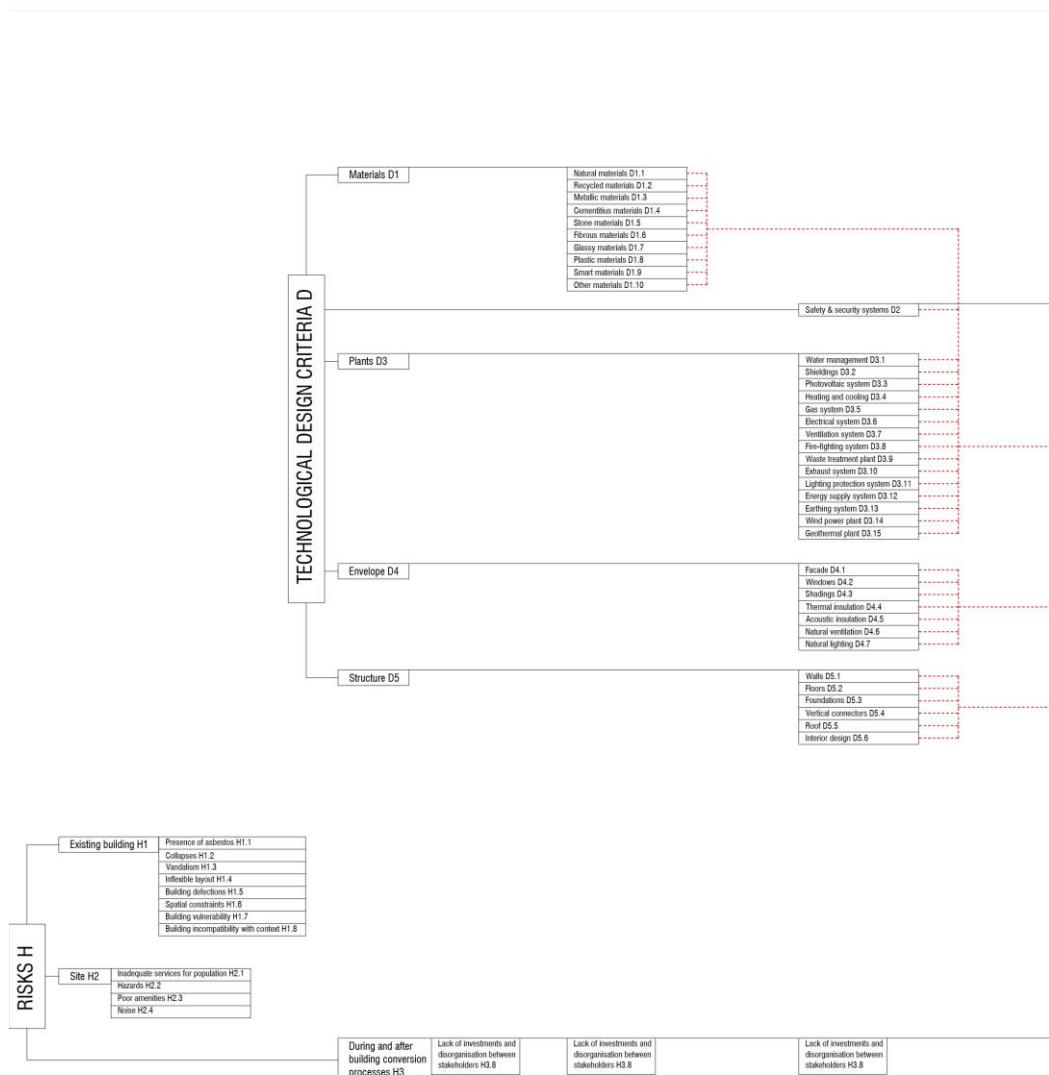 TECHNOLOGICAL DESIGN CRITERIA D
Materials D1
Natural materials D1.1
Recycled materials D1.2
Metallic materials D1.3
Cementitius materials D1.4
Stone materials D1.5
Fibrous materials D1.6
Glassy materials D1.7
Plastic materials D1.8
Smart materials D1.9
Other materials D1.10
Safety & security systems D2
Plants D3
Water management D3.1
Shieldings D3.2
Photovoltaic system D3.3
Heating and cooling D3.4
Gas system D3.5
Electrical system D3.6
Ventilation system D3.7
Fire-fighting system D3.8
Waste treatment plant D3.9
Exhaust system D3.10
Lighting protection system D3.11
Energy supply system D3.12
Earthing system D3.13
Wind power plant D3.14
Geothermal plant D3.15
Envelope D4
Facade D4.1
Windows D4.2
Shadings D4.3
Thermal insulation D4.4
Acoustic insulation D4.5
Natural ventilation D4.6
Natural lighting D4.7
Structure D5
Walls D5.1
Floors D5.2
Foundations D5.3
Vertical connectors D5.4
Roof D5.5
Interior design D5.6
RISKS H
Existing building H1
Presence of asbestos H1.1
Collapses H1.2
Vandalism H1.3
Inflexible layout H1.4
Building defections H1.5
Spatial constraints H1.6
Building vulnerability H1.7
Building incompatibility with context H1.8
Site H2
Inadequate services for population H2.1
Hazards H2.2
Poor amenities H2.3
Noise H2.4
During and after
building conversion
processes H3
Lack of investments and
disorganisation between
stakeholders H3.8
Lack of investments and
disorganisation between
stakeholders H3.8
Lack of investments and
disorganisation between
stakeholders H3.8